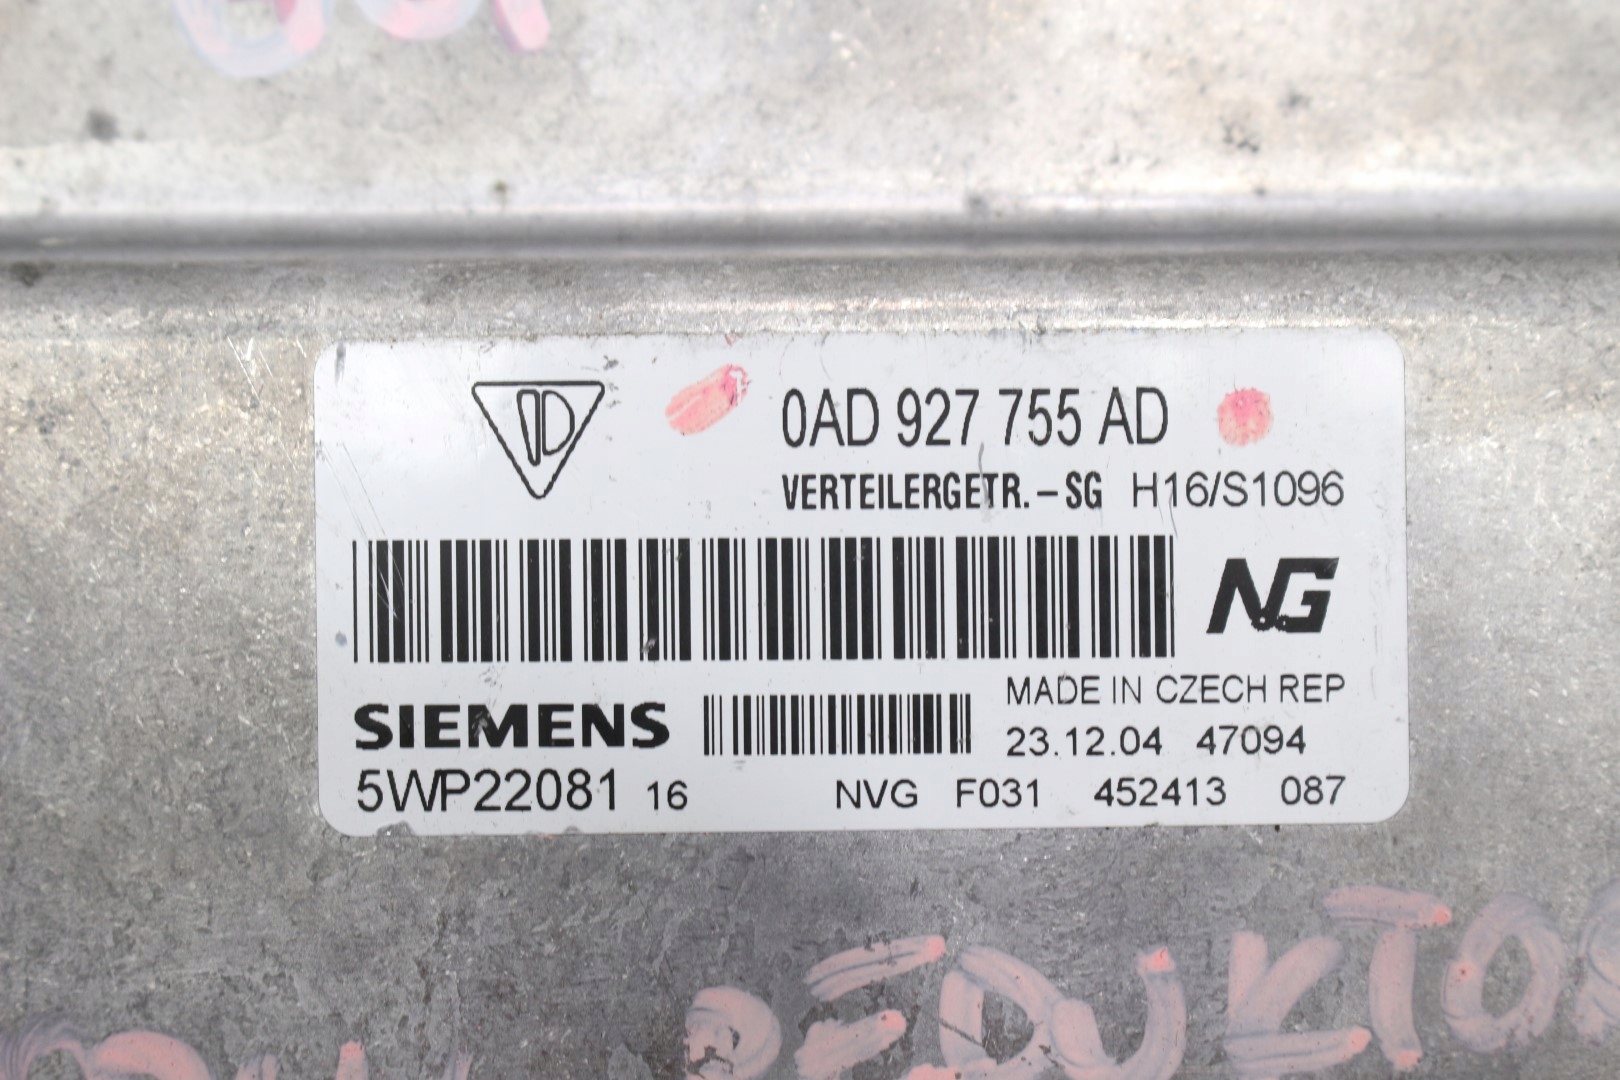 0AD 927 755 AD
VERTEILERGETR.-SG H16/S1096
NG
MADE IN CZECH REP
SIEMENS
23.12.04 47094
5WP22081 16 NVG F031 452413 087
REDUKTOR